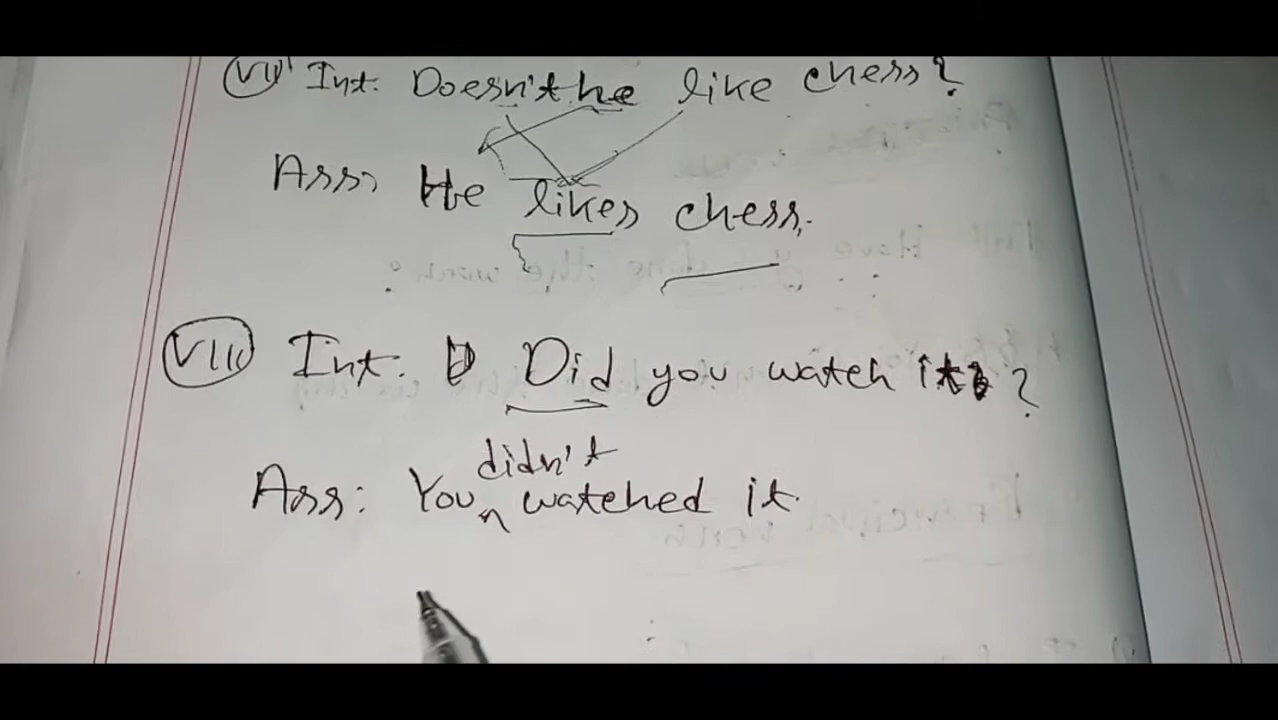 (VII) Int. Doesn't he like chess?
Ass: He likes chess.
(VIII) Int. D Did you watch it?
didn't
Ass: You watched it.